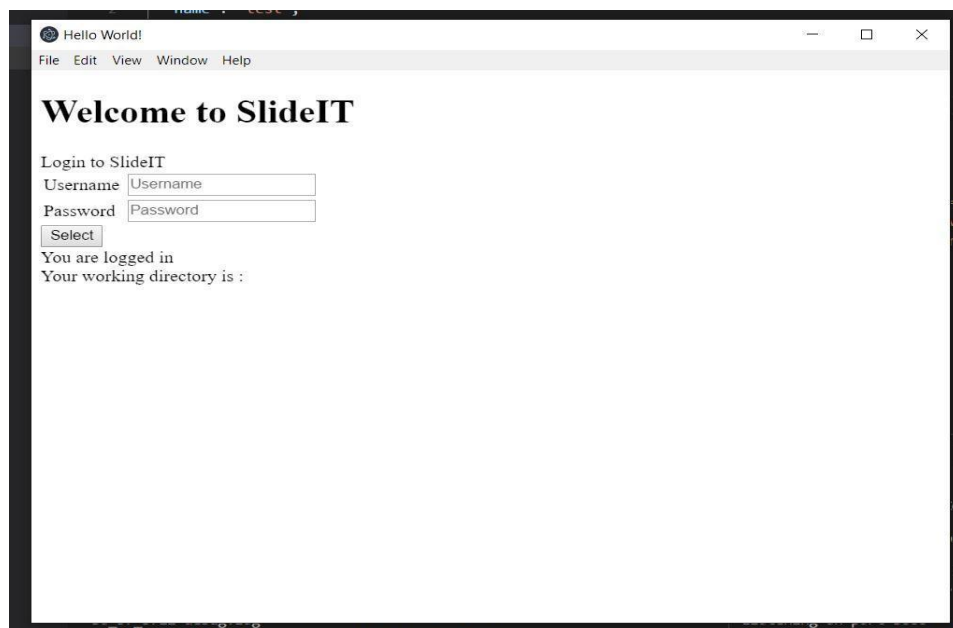 Hello World!
File Edit View Window Help
Welcome to SlideIT
Login to SlideIT
Username Username
Password Password
Select
You are logged in
Your working directory is :